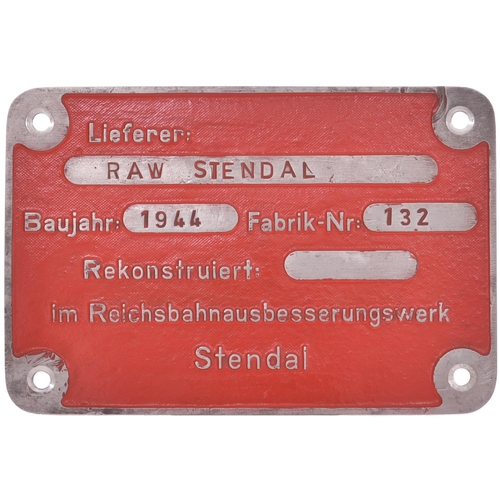 Lieferer:
RAW STENDAL
Baujahr: 1944 Fabrik-Nr: 132
Rekonstruiert:
im Reichsbahnausbesserungswerk
Stendal